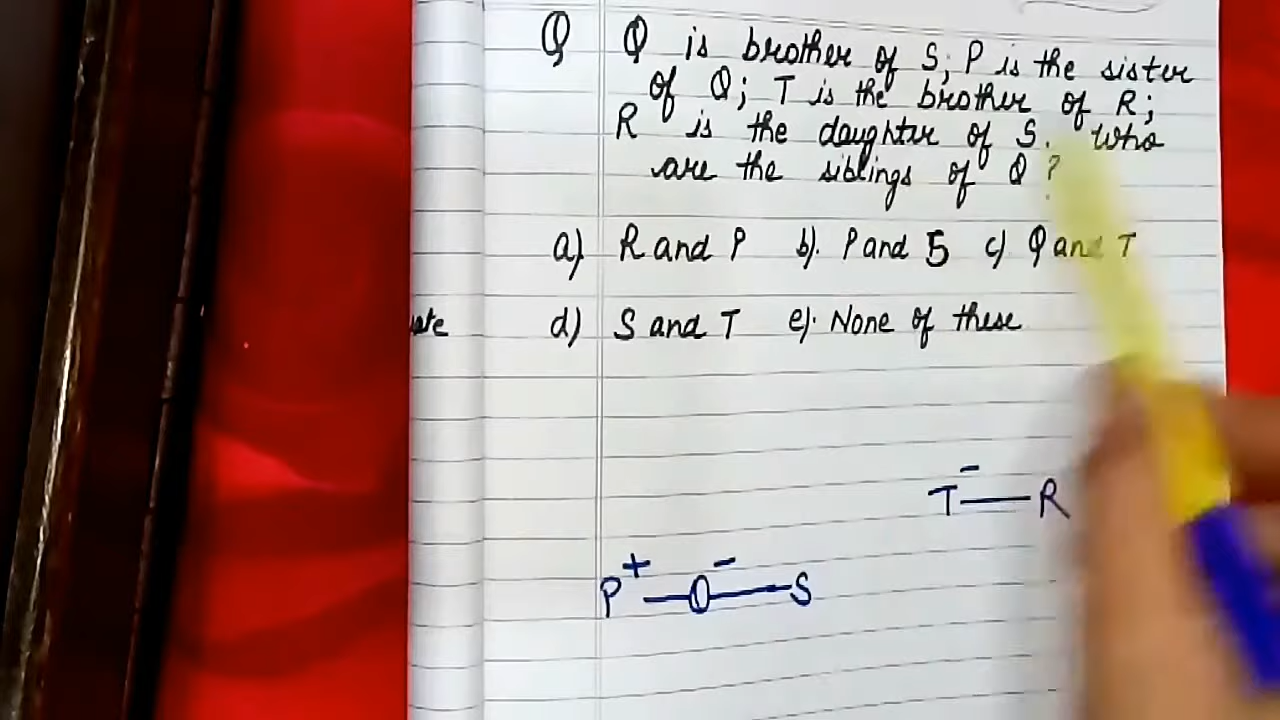 Q Q is brother of S; P is the sister
of Q; T is the brother of R;
R is the daughter of S. Who
are the siblings of Q?
a) R and P b). P and 5 c) Q and T
d) S and T e). None of these
T⁻—R
P⁺—Q⁻—S